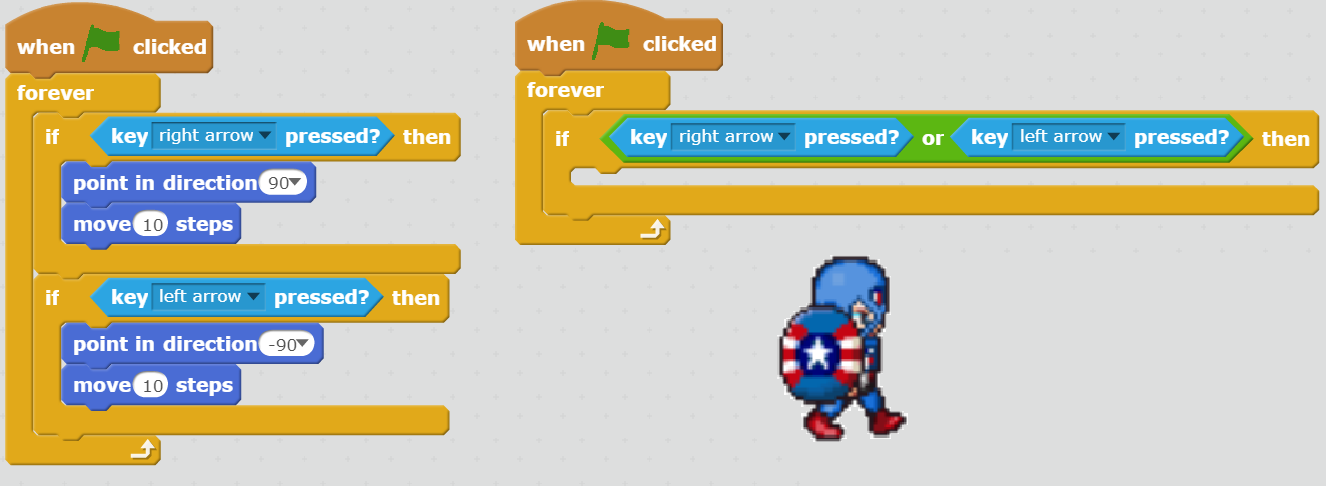 when clicked
forever
if key right arrow pressed? then
point in direction 90
move 10 steps
if key left arrow pressed? then
point in direction -90
move 10 steps
when clicked
forever
if key right arrow pressed? or key left arrow pressed? then